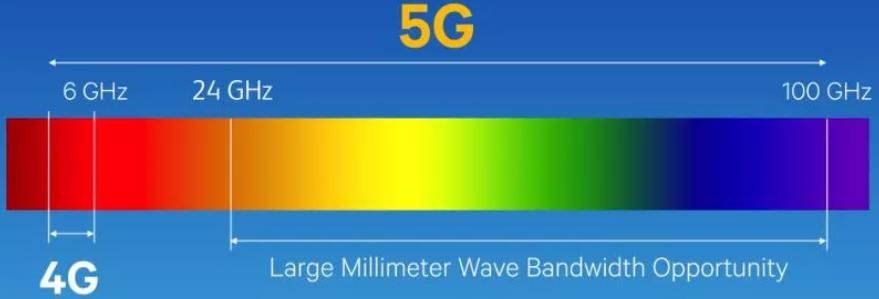 5G
6 GHz
24 GHz
100 GHz
4G
Large Millimeter Wave Bandwidth Opportunity